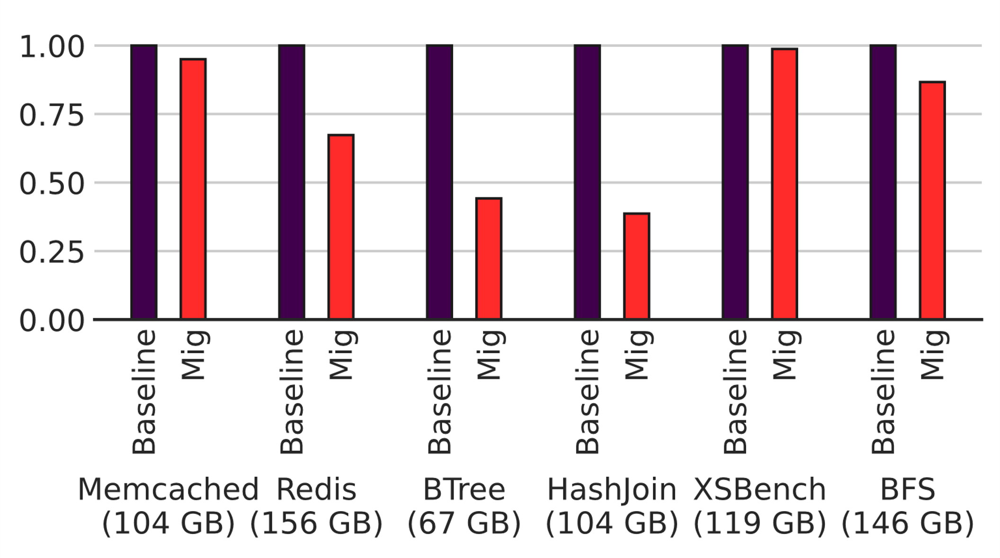 1.00
0.75
0.50
0.25
0.00
Baseline Mig Baseline Mig Baseline Mig Baseline Mig Baseline Mig Baseline Mig
Memcached Redis BTree HashJoin XSBench BFS
(104 GB) (156 GB) (67 GB) (104 GB) (119 GB) (146 GB)